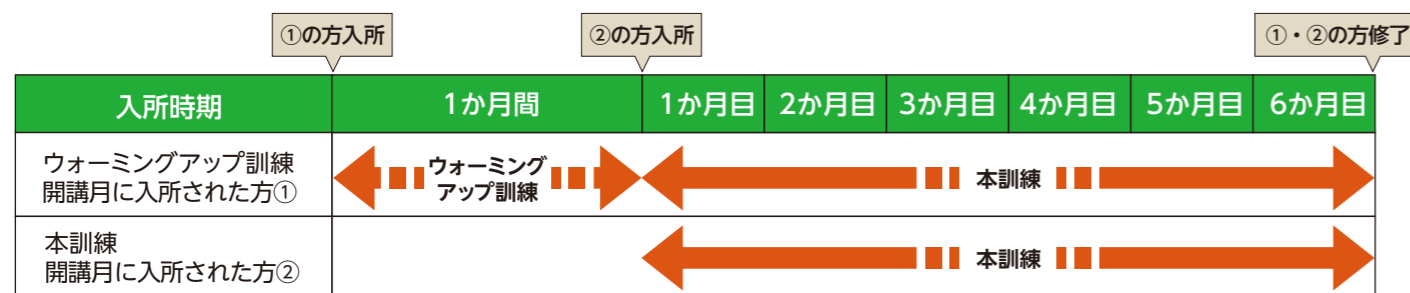 ①の方入所
②の方入所
①・②の方修了
入所時期
1か月間
1か月目
2か月目
3か月目
4か月目
5か月目
6か月目
ウォーミングアップ訓練
開講月に入所された方①
ウォーミング
アップ訓練
本訓練
本訓練
開講月に入所された方②
本訓練